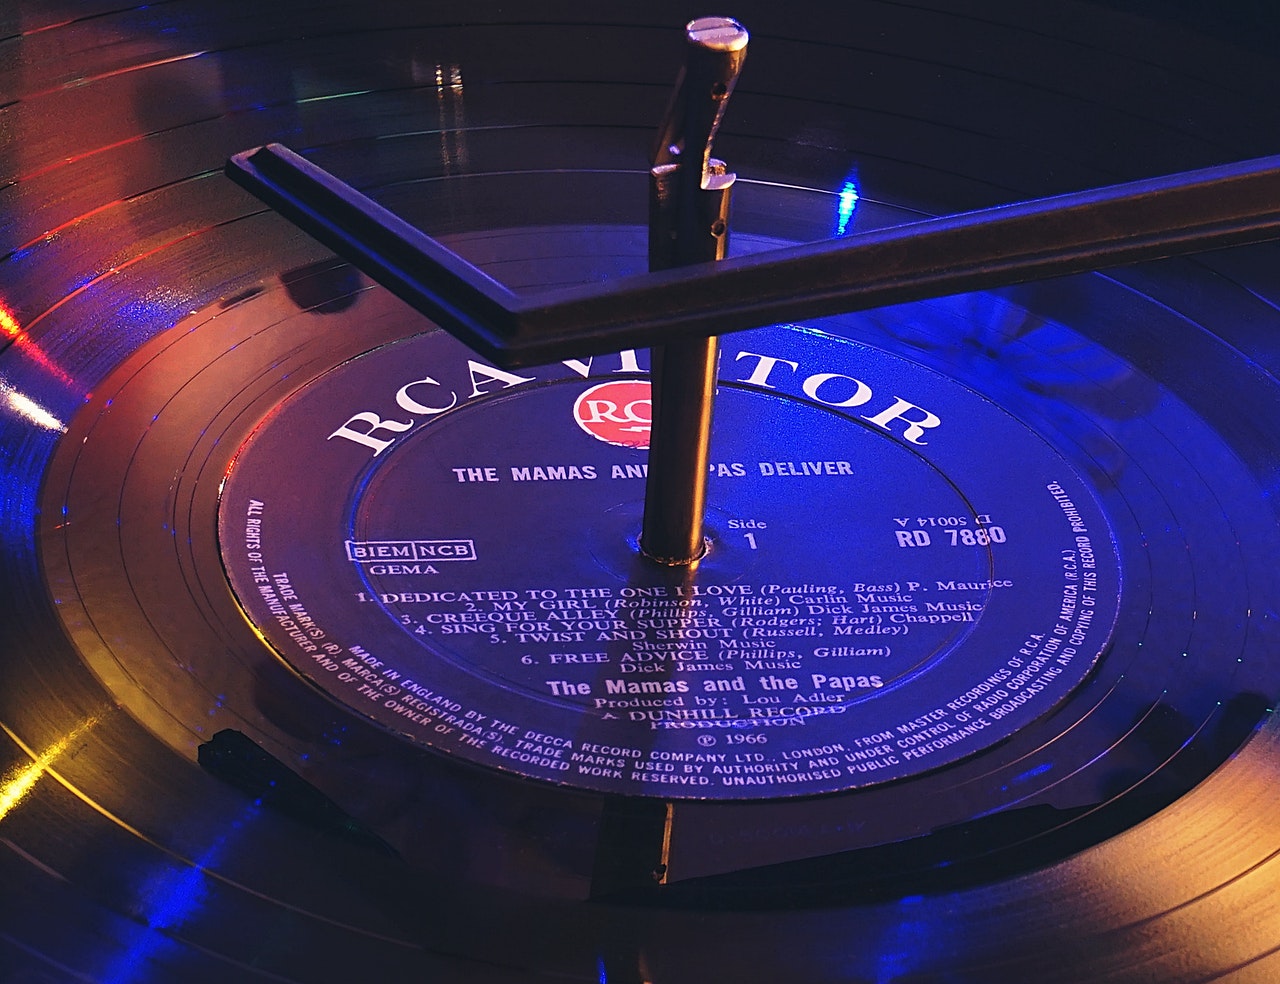 RCA VICTOR
RCA
THE MAMAS AND PAPAS DELIVER
Side
1
D 50014 A
RD 7880
BIEM NCB
GEMA
1. DEDICATED TO THE ONE I LOVE (Pauling, Bass) P. Maurice
2. MY GIRL (Robinson, White) Carlin Music
3. CREEQUE ALLEY (Phillips, Gilliam) Dick James Music
4. SING FOR YOUR SUPPER (Rodgers; Hart) Chappell
5. TWIST AND SHOUT (Russell, Medley)
Sherwin Music
6. FREE ADVICE (Phillips, Gilliam)
Dick James Music
The Mamas and the Papas
Produced by: Lou Adler
A DUNHILL RECORD
PRODUCTION
℗ 1966
MADE IN ENGLAND BY THE DECCA RECORD COMPANY LTD., LONDON, FROM MASTER RECORDINGS OF R.C.A.
TRADE MARK(S) (R) MARCA(S) REGISTRADA(S). TRADE MARKS USED BY AUTHORITY AND UNDER CONTROL OF RADIO CORPORATION OF AMERICA (R.C.A.)
ALL RIGHTS OF THE MANUFACTURER AND OF THE OWNER OF THE RECORDED WORK RESERVED. UNAUTHORISED PUBLIC PERFORMANCE BROADCASTING AND COPYING OF THIS RECORD PROHIBITED.